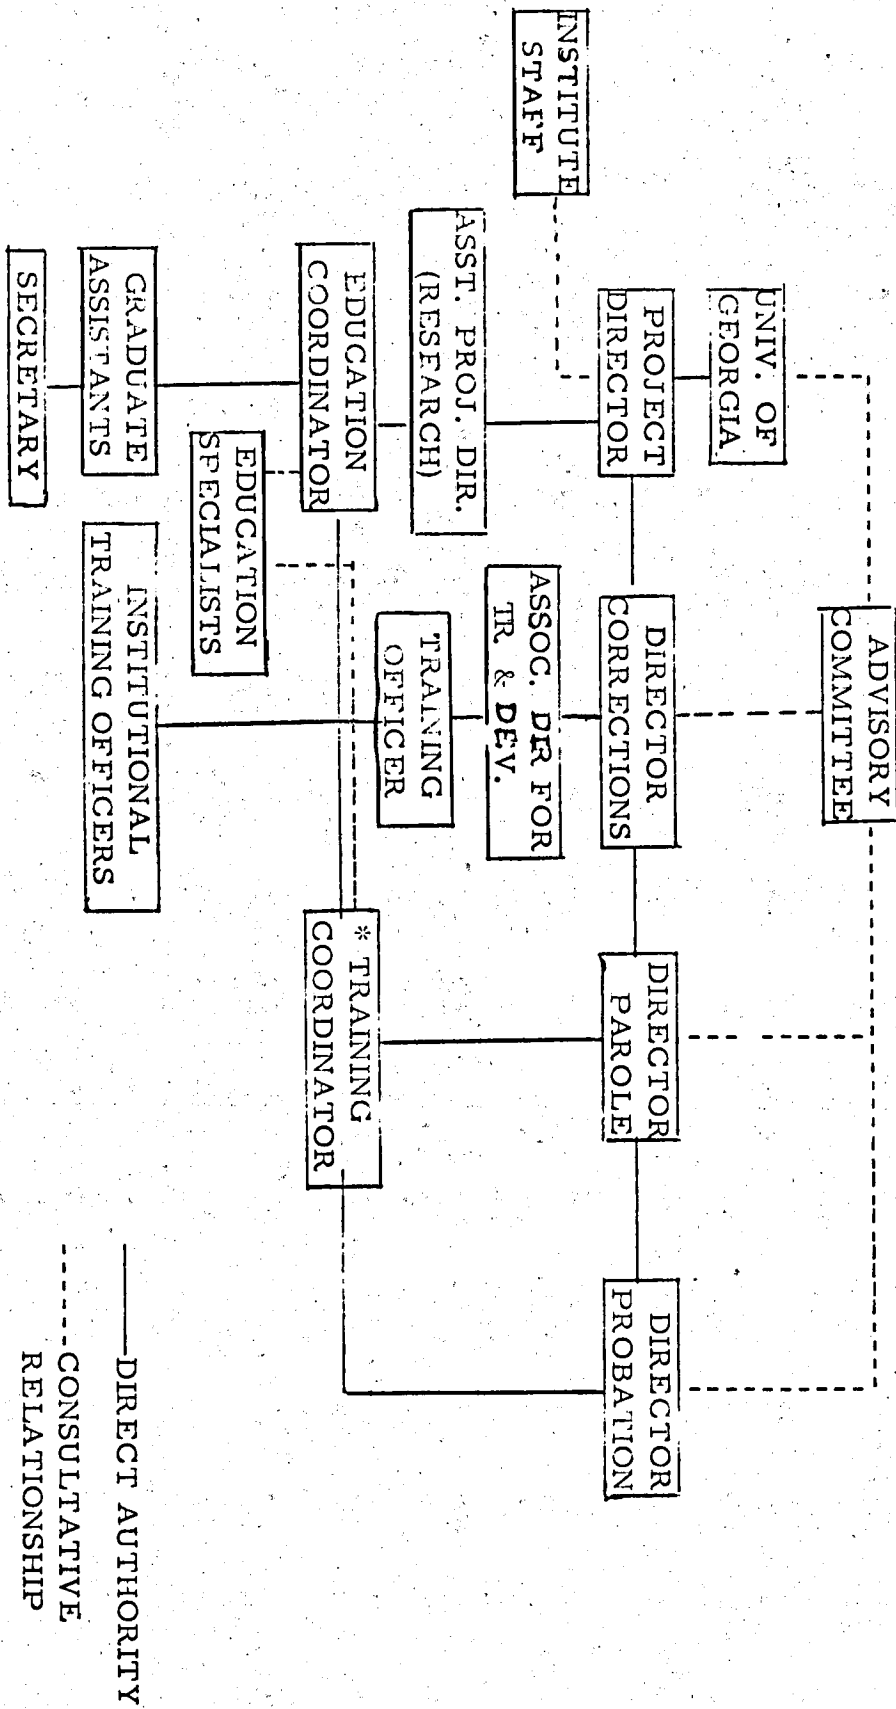 ADVISORY
COMMITTEE
UNIV. OF
GEORGIA
INSTITUTE
STAFF
PROJECT
DIRECTOR
DIRECTOR
CORRECTIONS
DIRECTOR
PAROLE
DIRECTOR
PROBATION
ASST. PROJ. DIR.
(RESEARCH)
ASSOC. DIR FOR
TR & DEV.
EDUCATION
COORDINATOR
TRAINING
OFFICER
* TRAINING
COORDINATOR
EDUCATION
SPECIALISTS
GRADUATE
ASSISTANTS
INSTITUTIONAL
TRAINING OFFICERS
SECRETARY
DIRECT AUTHORITY
CONSULTATIVE
RELATIONSHIP